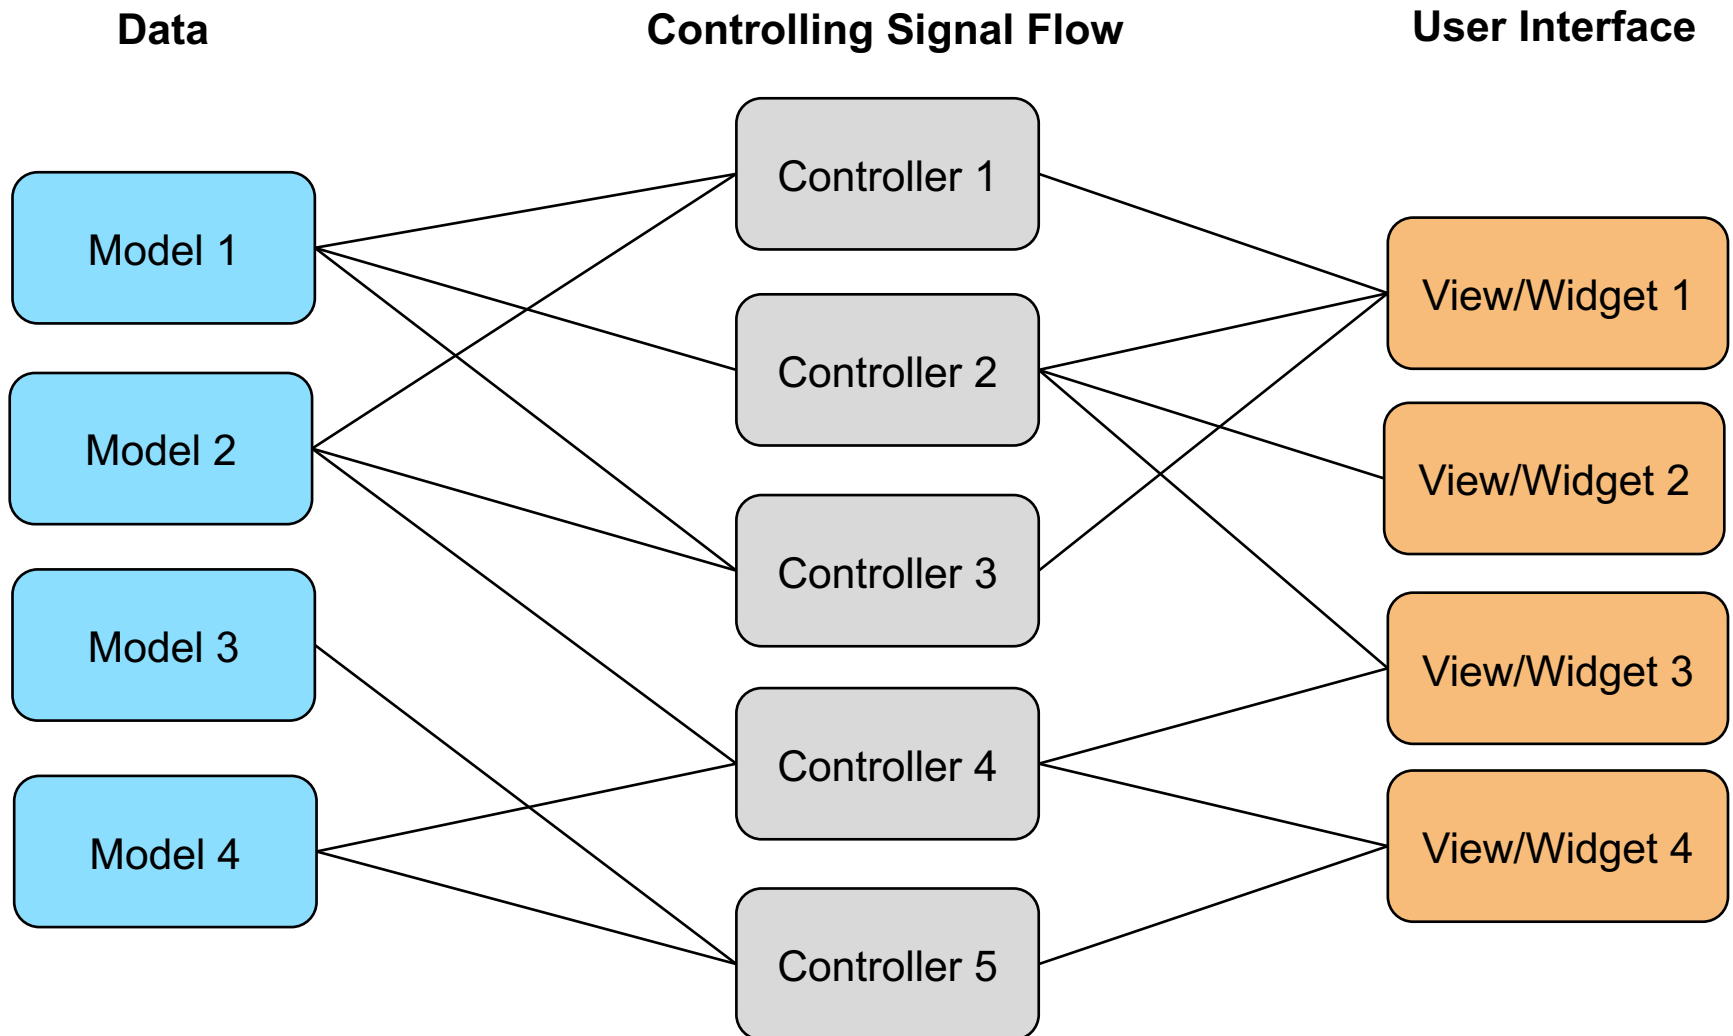 Data
Controlling Signal Flow
User Interface
Model 1
Model 2
Model 3
Model 4
Controller 1
Controller 2
Controller 3
Controller 4
Controller 5
View/Widget 1
View/Widget 2
View/Widget 3
View/Widget 4